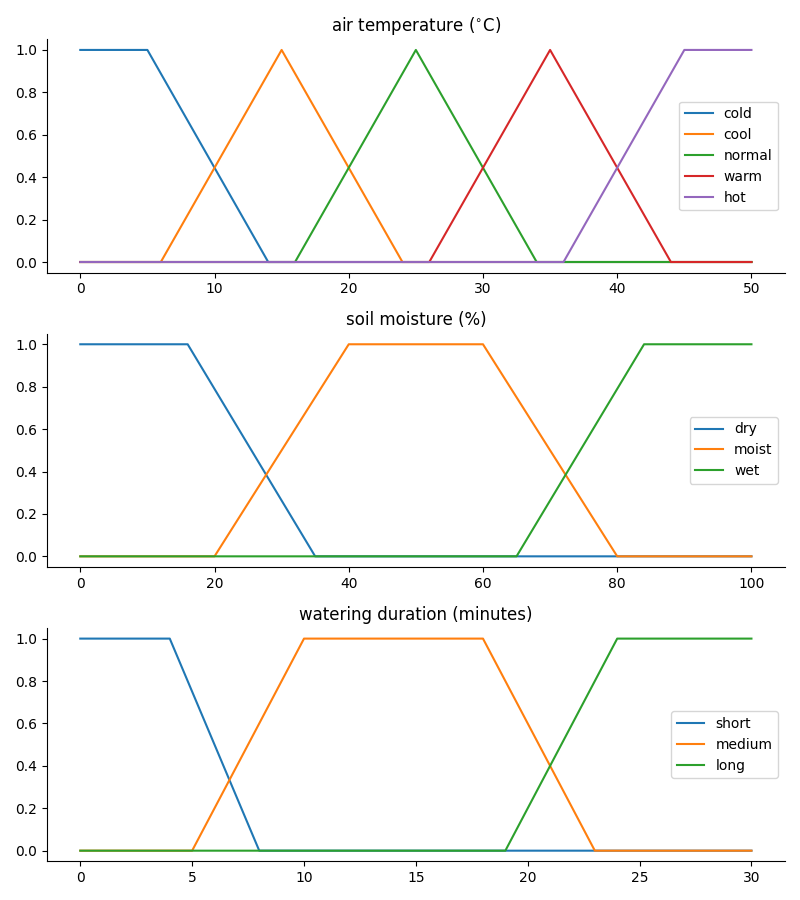 air temperature (°C)
1.0
0.8
0.6
0.4
0.2
0.0
cold
cool
normal
warm
hot
0 10 20 30 40 50
soil moisture (%)
1.0
0.8
0.6
0.4
0.2
0.0
dry
moist
wet
0 20 40 60 80 100
watering duration (minutes)
1.0
0.8
0.6
0.4
0.2
0.0
short
medium
long
0 5 10 15 20 25 30